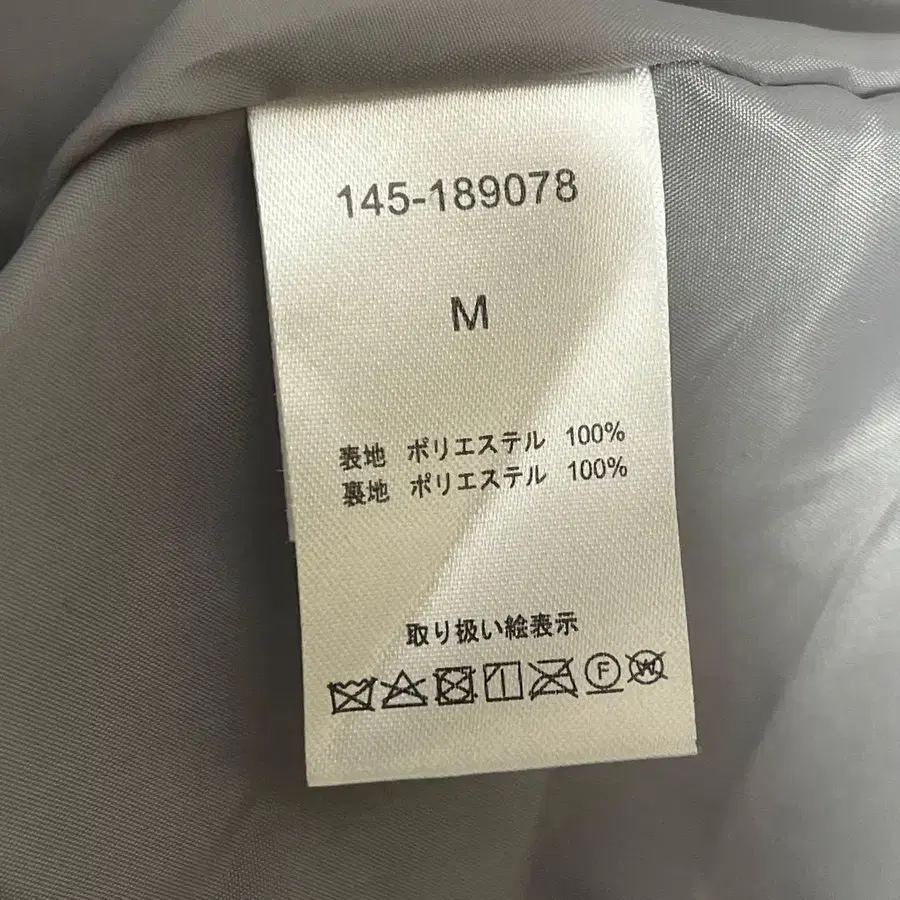 145-189078
M
表地 ポリエステル 100%
裏地 ポリエステル 100%
取り扱い絵表示
F W